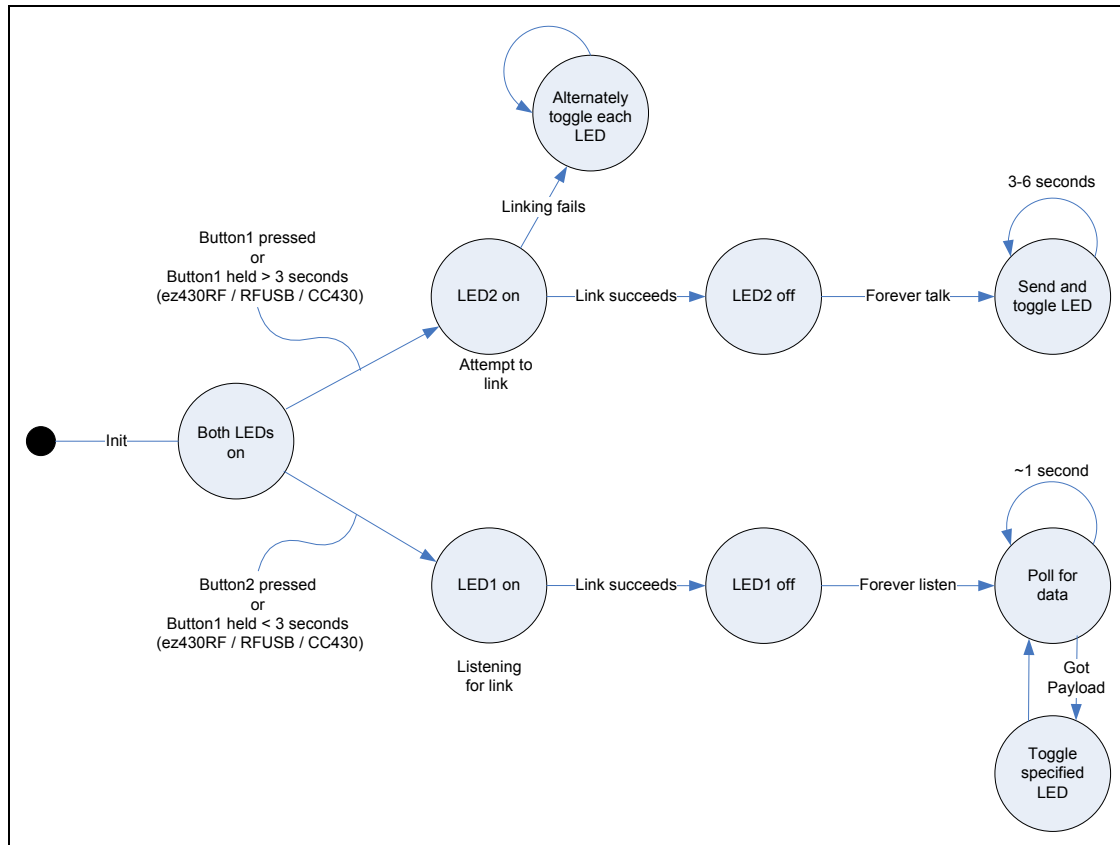 Alternately
toggle each
LED
Linking fails
3-6 seconds
Button1 pressed
or
Button1 held > 3 seconds
(ez430RF / RFUSB / CC430)
LED2 on
Link succeeds
LED2 off
Forever talk
Send and
toggle LED
Attempt to
link
Init
Both LEDs
on
~1 second
Button2 pressed
or
Button1 held < 3 seconds
(ez430RF / RFUSB / CC430)
LED1 on
Link succeeds
LED1 off
Forever listen
Poll for
data
Listening
for link
Got
Payload
Toggle
specified
LED